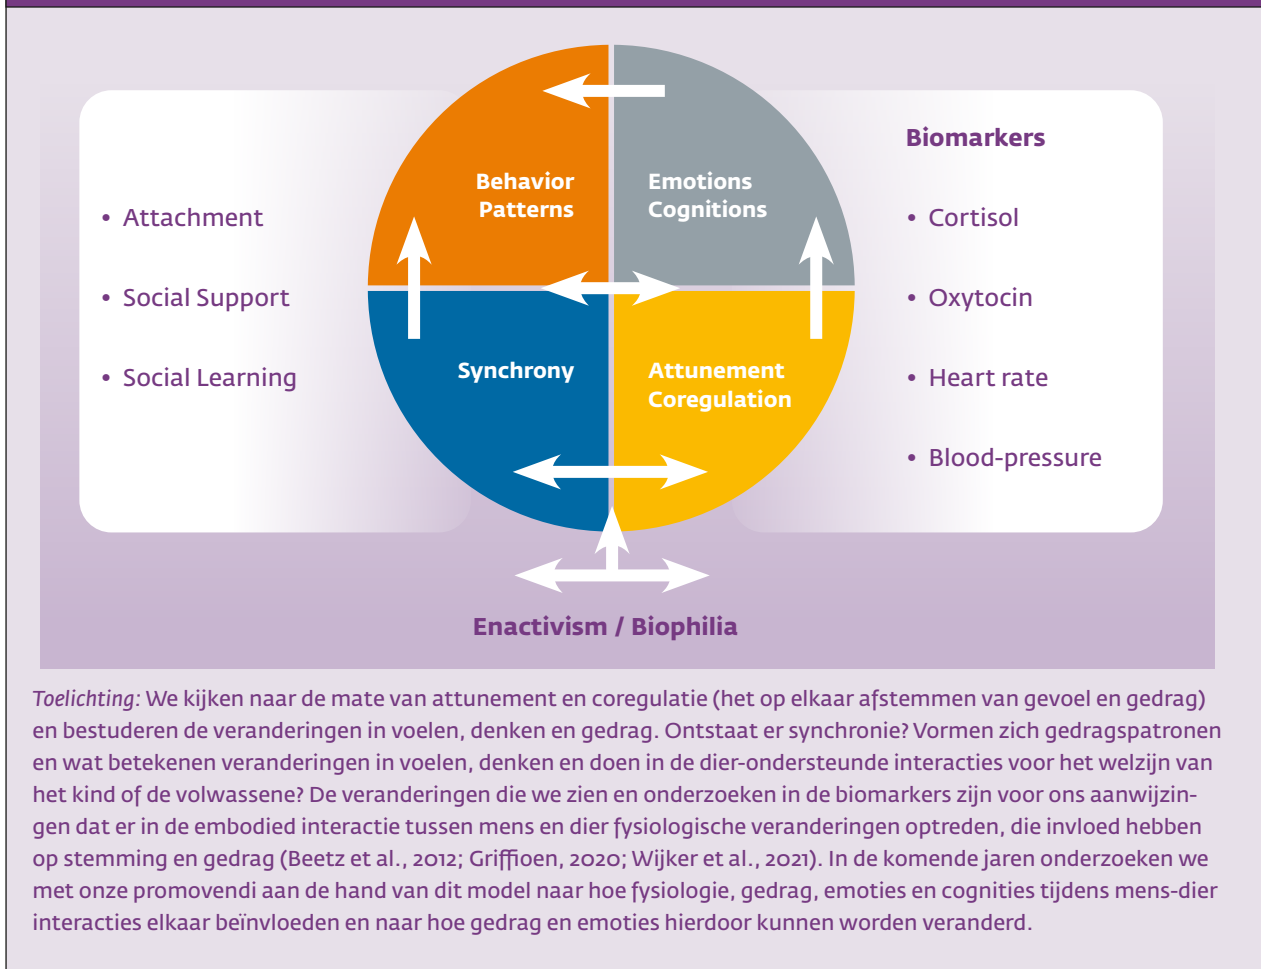 • Attachment
• Social Support
• Social Learning
Behavior
Patterns
Emotions
Cognitions
Synchrony
Attunement
Coregulation
Biomarkers
• Cortisol
• Oxytocin
• Heart rate
• Blood-pressure
Enactivism / Biophilia
Toelichting: We kijken naar de mate van attunement en coregulatie (het op elkaar afstemmen van gevoel en gedrag)
en bestuderen de veranderingen in voelen, denken en gedrag. Ontstaat er synchronie? Vormen zich gedragspatronen
en wat betekenen veranderingen in voelen, denken en doen in de dier-ondersteunde interacties voor het welzijn van
het kind of de volwassene? De veranderingen die we zien en onderzoeken in de biomarkers zijn voor ons aanwijzin-
gen dat er in de embodied interactie tussen mens en dier fysiologische veranderingen optreden, die invloed hebben
op stemming en gedrag (Beetz et al., 2012; Griffioen, 2020; Wijker et al., 2021). In de komende jaren onderzoeken we
met onze promovendi aan de hand van dit model naar hoe fysiologie, gedrag, emoties en cognities tijdens mens-dier
interacties elkaar beïnvloeden en naar hoe gedrag en emoties hierdoor kunnen worden veranderd.